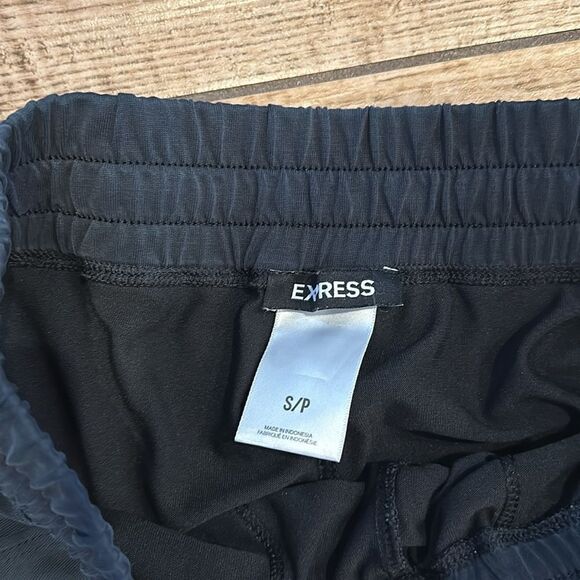 EXPRESS
S/P
MADE IN INDONESIA
FABRIQUÉ EN INDONÉSIE